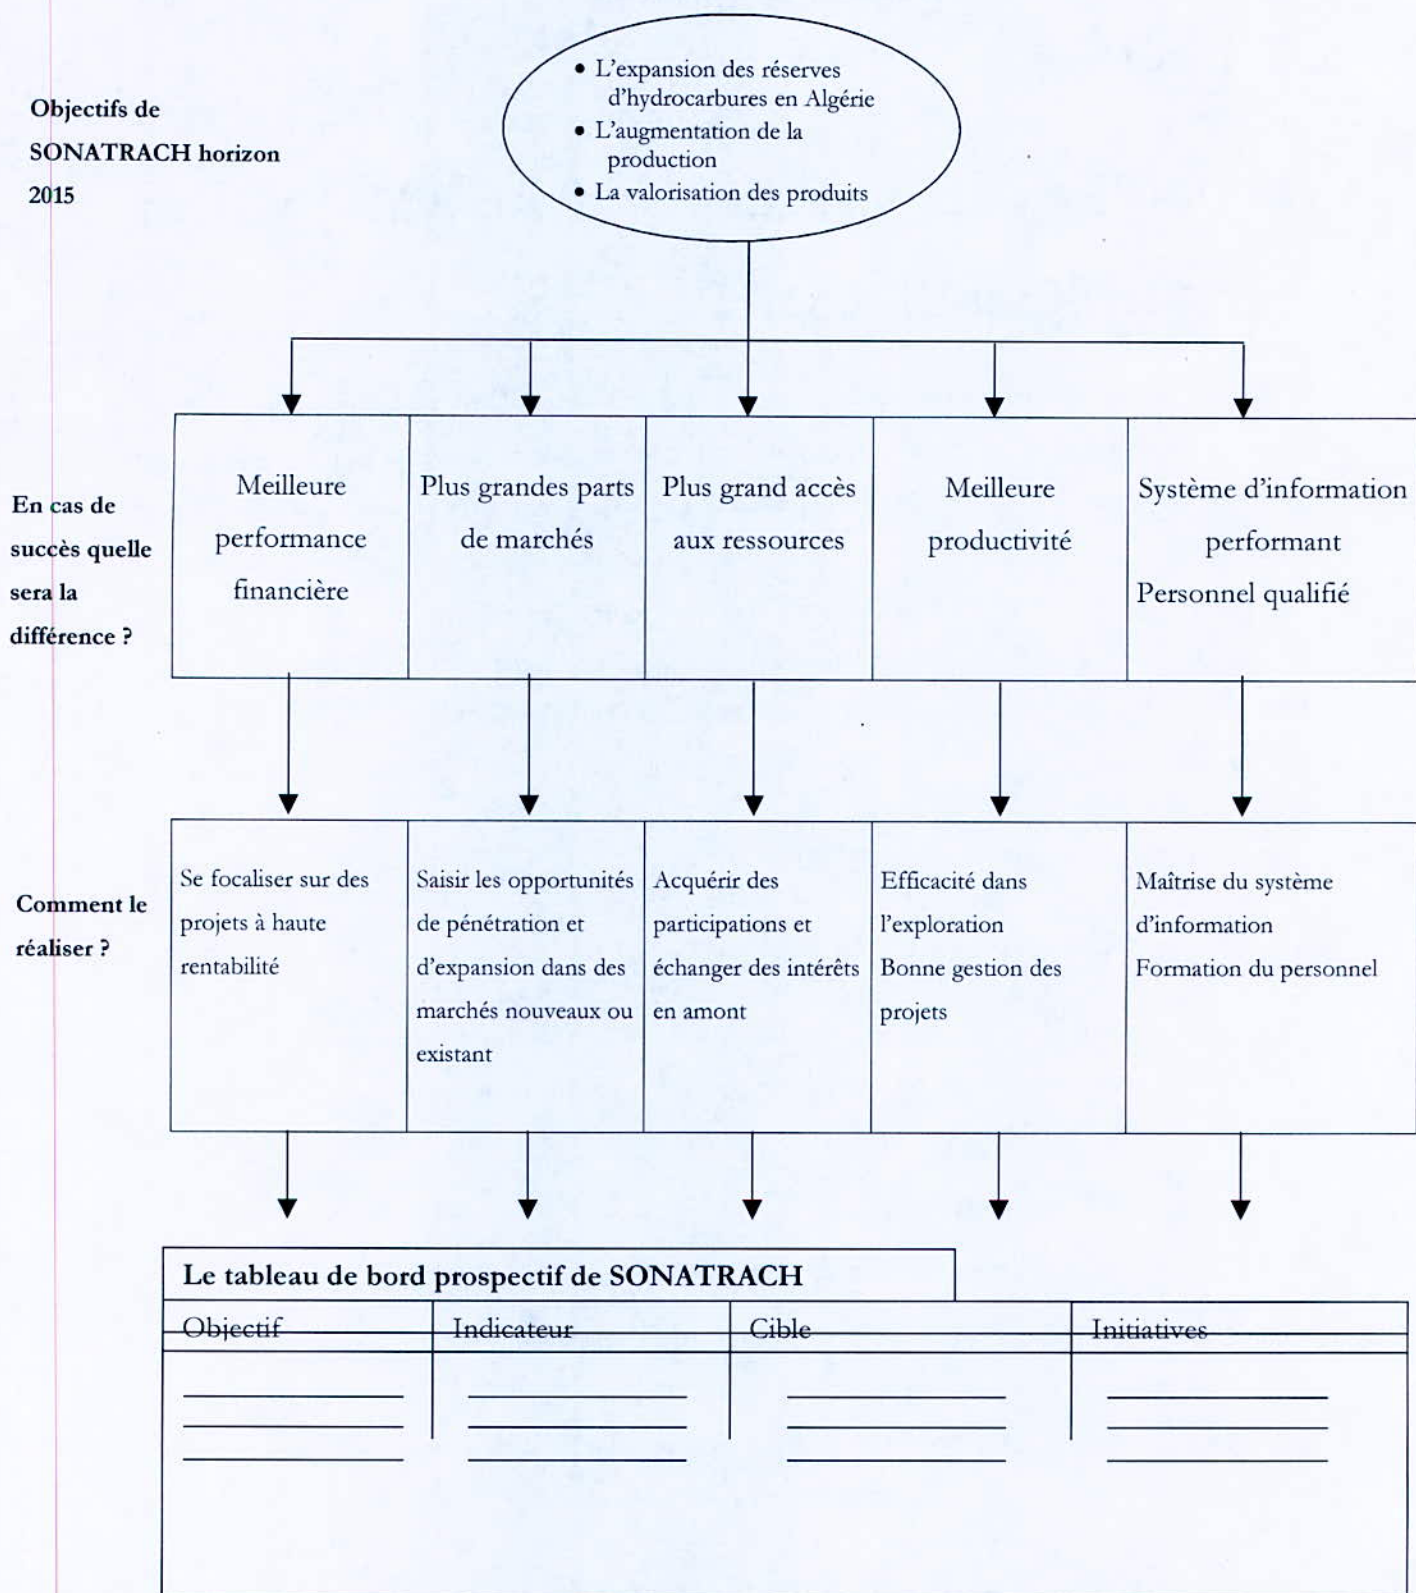 • L'expansion des réserves
d'hydrocarbures en Algérie
• L'augmentation de la
production
• La valorisation des produits
Objectifs de
SONATRACH horizon
2015
En cas de
succès quelle
sera la
différence ?
Meilleure
performance
financière
Plus grandes parts
de marchés
Plus grand accès
aux ressources
Meilleure
productivité
Système d'information
performant
Personnel qualifié
Comment le
réaliser ?
Se focaliser sur des
projets à haute
rentabilité
Saisir les opportunités
de pénétration et
d'expansion dans des
marchés nouveaux ou
existant
Acquérir des
participations et
échanger des intérêts
en amont
Efficacité dans
l'exploration
Bonne gestion des
projets
Maîtrise du système
d'information
Formation du personnel
Le tableau de bord prospectif de SONATRACH
Objectif
Indicateur
Cible
Initiatives